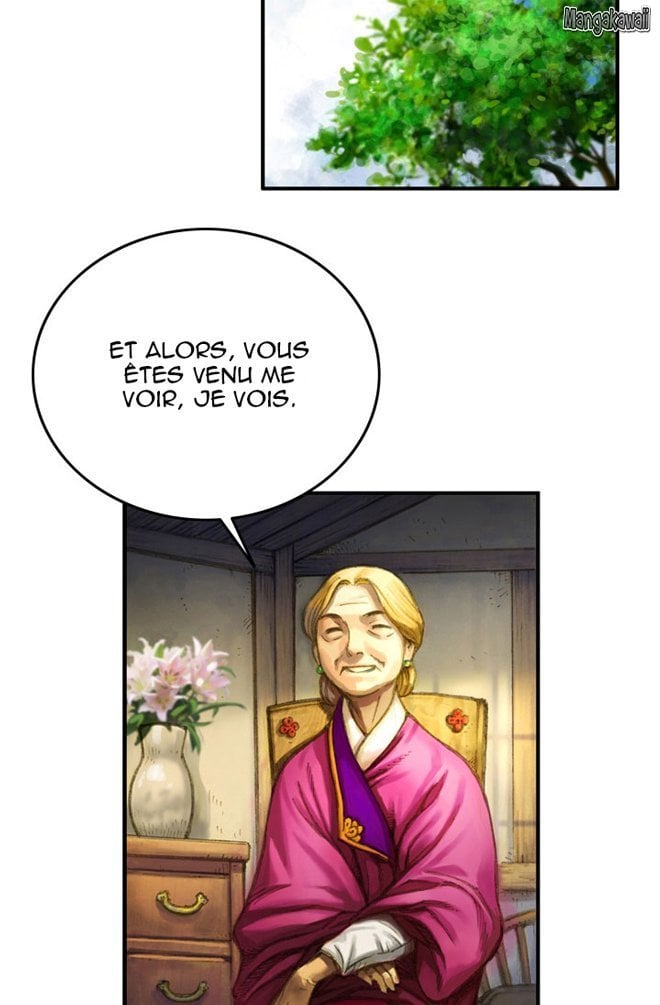 Mangakawaii
ET ALORS, VOUS
ÊTES VENU ME
VOIR, JE VOIS.